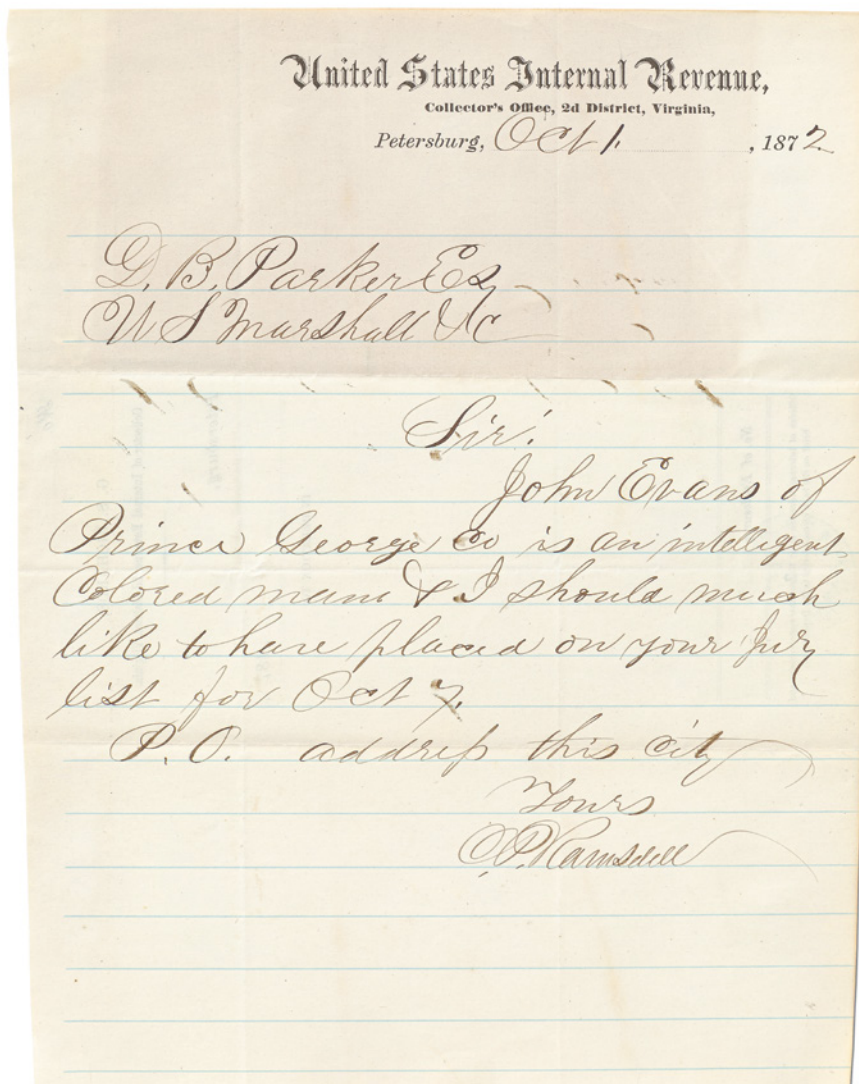 United States Internal Revenue,
Collector's Office, 2d District, Virginia,
Petersburg, Oct 1. , 1872
D. B. Parker Esq
U S Marshall &c
Sir!
John Evans of
Prince George Co is an intelligent
Colored man & I should much
like to have placed on your Jury
list for Oct 7.
P. O. address this city
Yours
C. P. Ramsdell